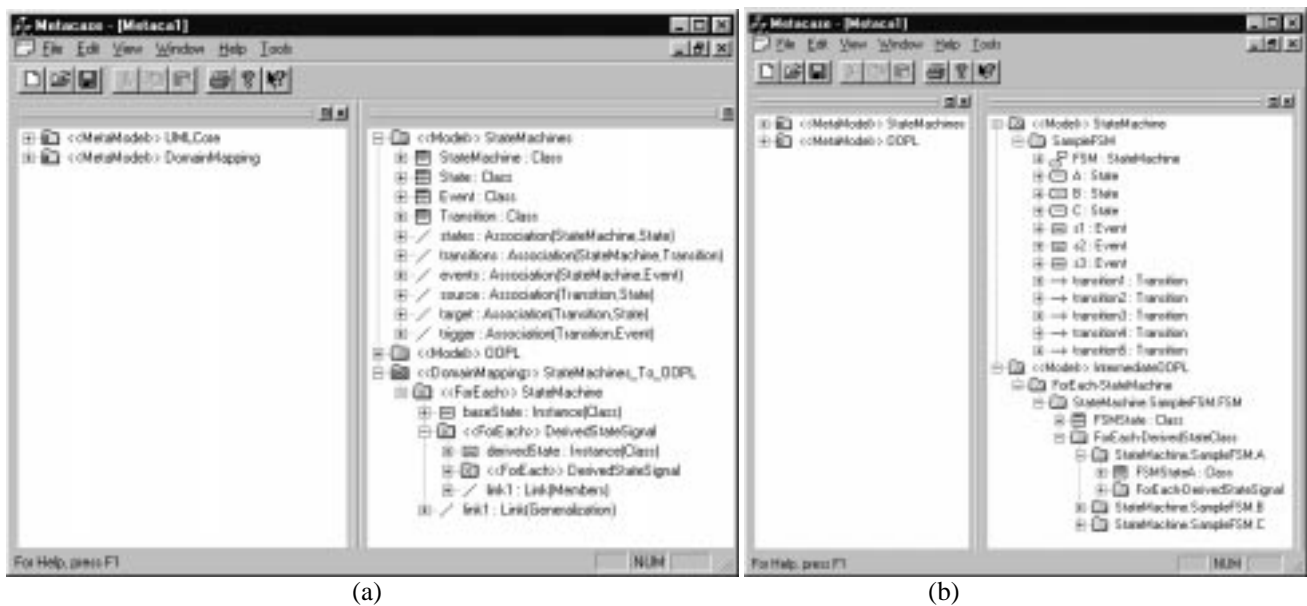 Metacase - [Metaca1]
File Edit View Window Help Tools
<<MetaModel>> UMLCore
<<MetaModel>> DomainMapping
<<Model>> StateMachines
StateMachine : Class
State : Class
Event : Class
Transition : Class
states : Association(StateMachine,State)
transitions : Association(StateMachine,Transition)
events : Association(StateMachine,Event)
source : Association(Transition,State)
target : Association(Transition,State)
trigger : Association(Transition,Event)
<<Model>> OOPL
<<DomainMapping>> StateMachines_To_OOPL
<<ForEach>> StateMachine
baseState : Instance(Class)
<<ForEach>> DerivedStateSignal
derivedState : Instance(Class)
<<ForEach>> DerivedStateSignal
link1 : Link(Members)
link1 : Link(Generalization)
For Help, press F1
NUM
(a)
Metacase - [Metaca1]
File Edit View Window Help Tools
<<MetaModel>> StateMachines
<<MetaModel>> OOPL
<<Model>> StateMachine
SampleFSM
FSM : StateMachine
A : State
B : State
C : State
s1 : Event
s2 : Event
s3 : Event
transition1 : Transition
transition2 : Transition
transition3 : Transition
transition4 : Transition
transition5 : Transition
<<Model>> IntermediateOOPL
ForEach-StateMachine
StateMachine.SampleFSM.FSM
FSMState : Class
ForEach-DerivedStateClass
StateMachine.SampleFSM.A
FSMStateA : Class
ForEach-DerivedStateSignal
StateMachine.SampleFSM.B
StateMachine.SampleFSM.C
For Help, press F1
NUM
(b)